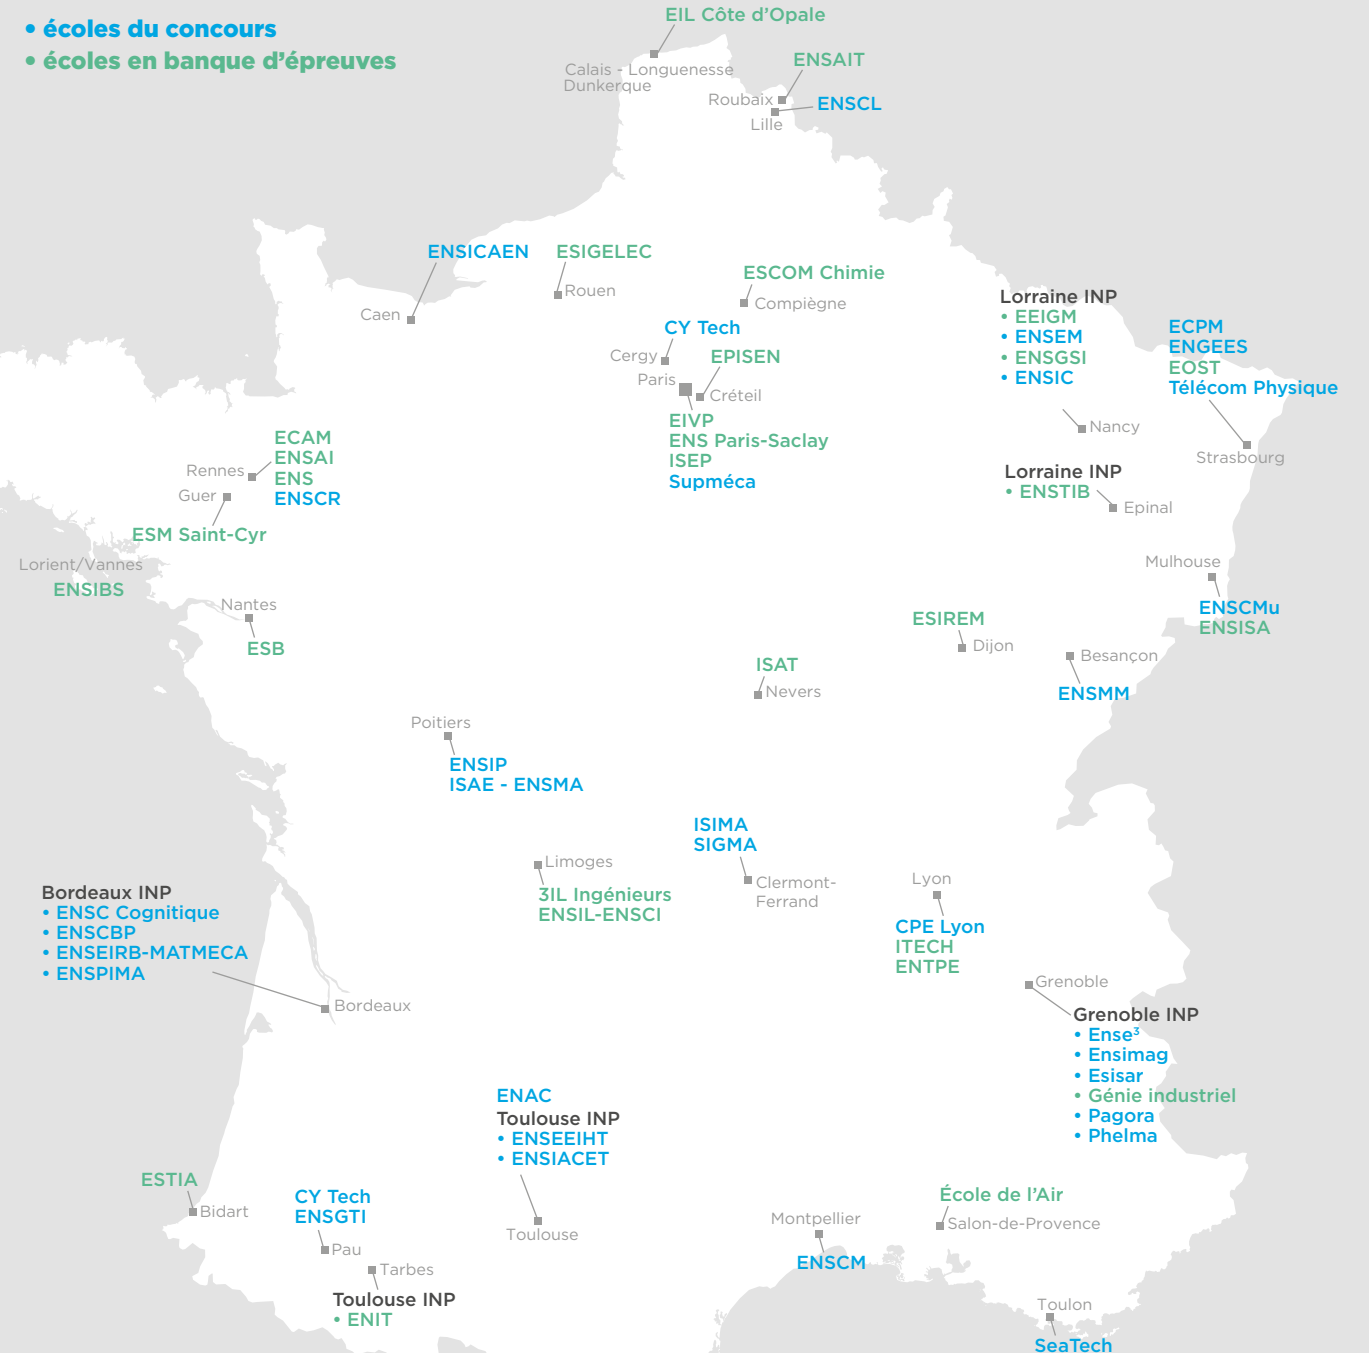 • écoles du concours
• écoles en banque d’épreuves
EIL Côte d’Opale
Calais - Longuenesse
Dunkerque
ENSAIT
Roubaix
ENSCL
Lille
ENSICAEN
Caen
ESIGELEC
Rouen
ESCOM Chimie
Compiègne
CY Tech
Cergy
EPISEN
Paris
Créteil
EIVP
ENS Paris-Saclay
ISEP
Supméca
Lorraine INP
• EEIGM
• ENSEM
• ENSGSI
• ENSIC
Nancy
ECPM
ENGEES
EOST
Télécom Physique
Strasbourg
Lorraine INP
• ENSTIB
Epinal
ECAM
ENSAI
ENS
ENSCR
Rennes
Guer
ESM Saint-Cyr
Lorient/Vannes
ENSIBS
Nantes
ESB
Mulhouse
ENSCMu
ENSISA
ESIREM
Dijon
Besançon
ENSMM
ISAT
Nevers
Poitiers
ENSIP
ISAE - ENSMA
ISIMA
SIGMA
Clermont-
Ferrand
Limoges
3IL Ingénieurs
ENSIL-ENSCI
Lyon
CPE Lyon
ITECH
ENTPE
Bordeaux INP
• ENSC Cognitique
• ENSCBP
• ENSEIRB-MATMECA
• ENSPIMA
Bordeaux
Grenoble
Grenoble INP
• Ense³
• Ensimag
• Esisar
• Génie industriel
• Pagora
• Phelma
ENAC
Toulouse INP
• ENSEEIHT
• ENSIACET
Toulouse
ESTIA
Bidart
CY Tech
ENSGTI
Pau
Tarbes
Toulouse INP
• ENIT
Montpellier
ENSCM
École de l’Air
Salon-de-Provence
Toulon
SeaTech